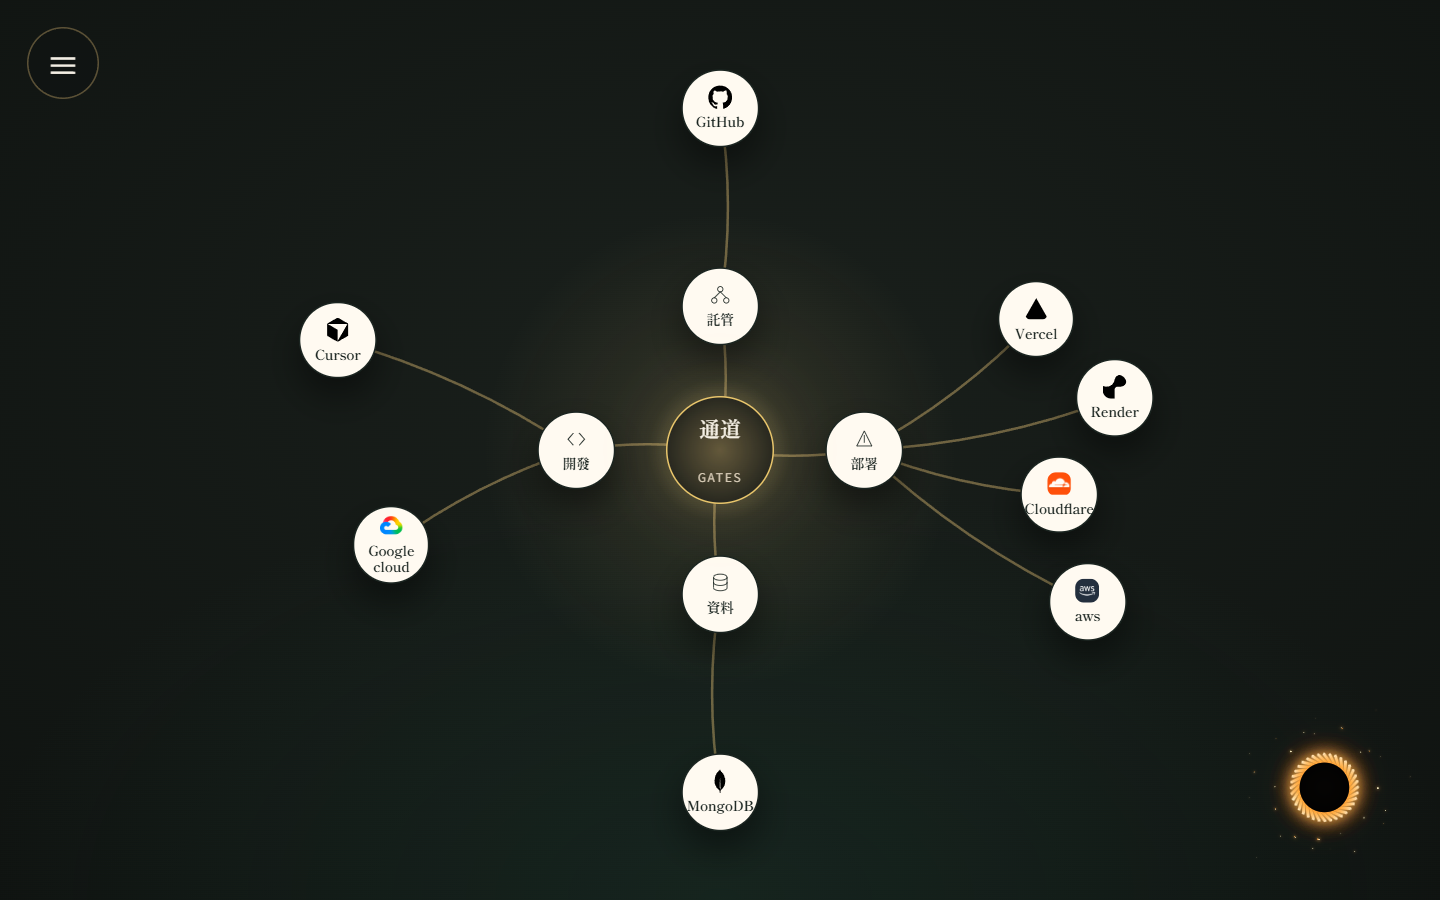 GitHub
託管
Cursor
Vercel
Render
通道
GATES
開發
部署
Cloudflare
Google
cloud
資料
aws
aws
MongoDB